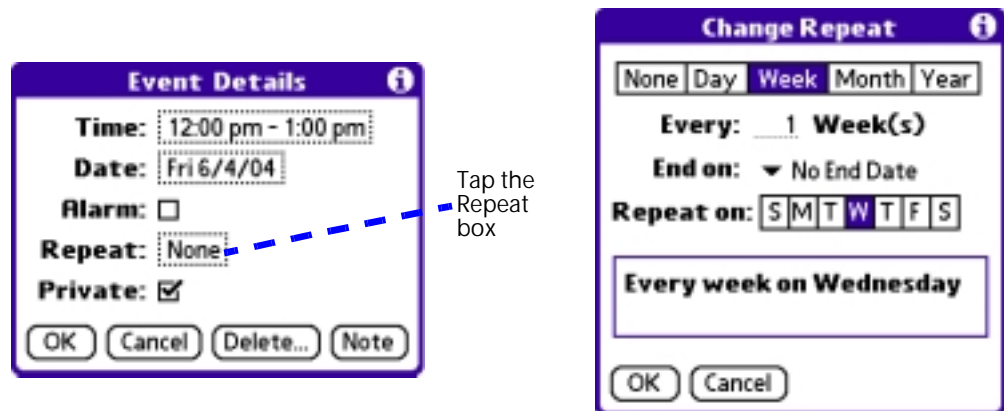 Event Details
Time: 12:00 pm - 1:00 pm
Date: Fri 6/4/04
Alarm:
Repeat: None
Private:
OK Cancel Delete... Note
Tap the
Repeat
box
Change Repeat
None Day Week Month Year
Every: 1 Week(s)
End on: No End Date
Repeat on: S M T W T F S
Every week on Wednesday
OK Cancel